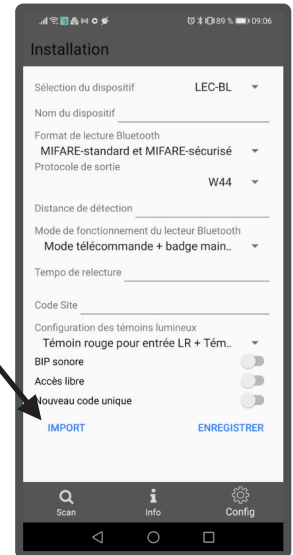 89 % 09:06
Installation
Sélection du dispositif LEC-BL
Nom du dispositif
Format de lecture Bluetooth
MIFARE-standard et MIFARE-sécurisé
Protocole de sortie
W44
Distance de détection
Mode de fonctionnement du lecteur Bluetooth
Mode télécommande + badge main..
Tempo de relecture
Code Site
Configuration des témoins lumineux
Témoin rouge pour entrée LR + Tém..
BIP sonore
Accès libre
Nouveau code unique
IMPORT ENREGISTRER
Scan Info Config